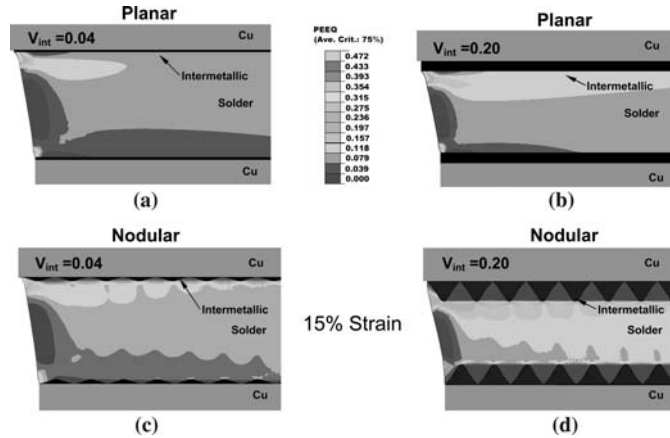 Planar
V_int =0.04
Cu
Intermetallic
Solder
Cu
(a)
PEEQ
(Ave. Crit.: 75%)
0.472
0.433
0.393
0.354
0.315
0.275
0.236
0.197
0.157
0.118
0.079
0.039
0.000
Planar
V_int =0.20
Cu
Intermetallic
Solder
Cu
(b)
Nodular
V_int =0.04
Cu
Intermetallic
Solder
Cu
(c)
15% Strain
Nodular
V_int =0.20
Cu
Intermetallic
Solder
Cu
(d)